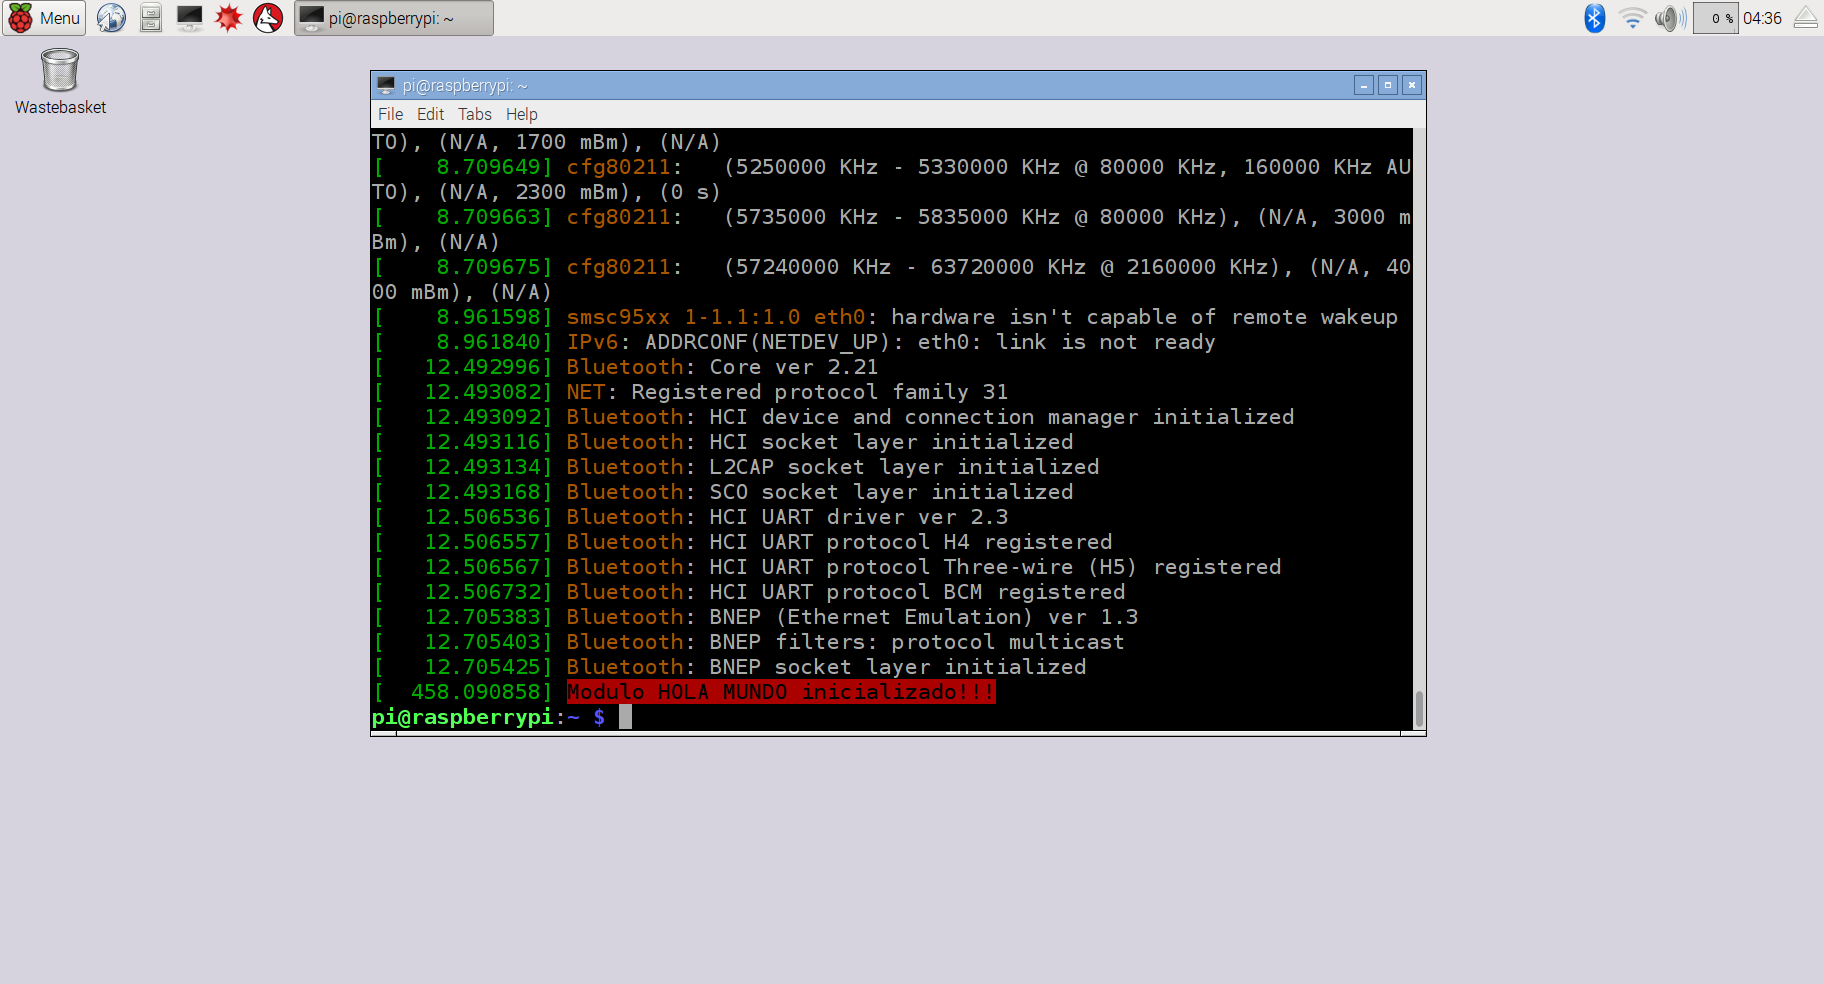 Menu
pi@raspberrypi: ~
0 %
04:36
Wastebasket
pi@raspberrypi: ~
File Edit Tabs Help
TO), (N/A, 1700 mBm), (N/A)
[    8.709649] cfg80211:   (5250000 KHz - 5330000 KHz @ 80000 KHz, 160000 KHz AU
TO), (N/A, 2300 mBm), (0 s)
[    8.709663] cfg80211:   (5735000 KHz - 5835000 KHz @ 80000 KHz), (N/A, 3000 m
Bm), (N/A)
[    8.709675] cfg80211:   (57240000 KHz - 63720000 KHz @ 2160000 KHz), (N/A, 40
00 mBm), (N/A)
[    8.961598] smsc95xx 1-1.1:1.0 eth0: hardware isn't capable of remote wakeup
[    8.961840] IPv6: ADDRCONF(NETDEV_UP): eth0: link is not ready
[   12.492996] Bluetooth: Core ver 2.21
[   12.493082] NET: Registered protocol family 31
[   12.493092] Bluetooth: HCI device and connection manager initialized
[   12.493116] Bluetooth: HCI socket layer initialized
[   12.493134] Bluetooth: L2CAP socket layer initialized
[   12.493168] Bluetooth: SCO socket layer initialized
[   12.506536] Bluetooth: HCI UART driver ver 2.3
[   12.506557] Bluetooth: HCI UART protocol H4 registered
[   12.506567] Bluetooth: HCI UART protocol Three-wire (H5) registered
[   12.506732] Bluetooth: HCI UART protocol BCM registered
[   12.705383] Bluetooth: BNEP (Ethernet Emulation) ver 1.3
[   12.705403] Bluetooth: BNEP filters: protocol multicast
[   12.705425] Bluetooth: BNEP socket layer initialized
[  458.090858] Modulo HOLA MUNDO inicializado!!!
pi@raspberrypi:~ $